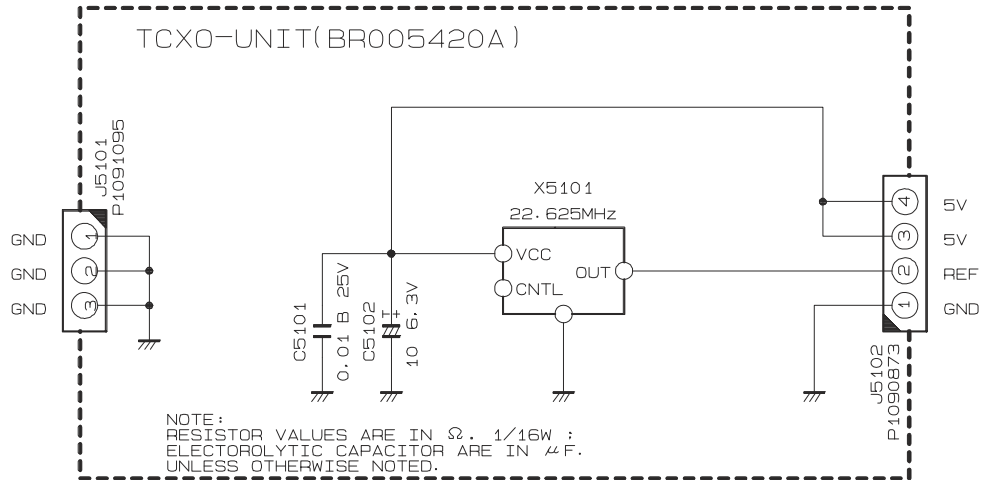 TCXO-UNIT(BR005420A)
J5101
P1091095
GND
GND
GND
1
2
3
X5101
22.625MHz
VCC
CNTL
OUT
C5101
0.01 B 25V
C5102
10 6.3V
+
4
3
2
1
5V
5V
REF
GND
J5102
P1090873
NOTE:
RESISTOR VALUES ARE IN Ω. 1/16W ;
ELECTOROLYTIC CAPACITOR ARE IN μF.
UNLESS OTHERWISE NOTED.